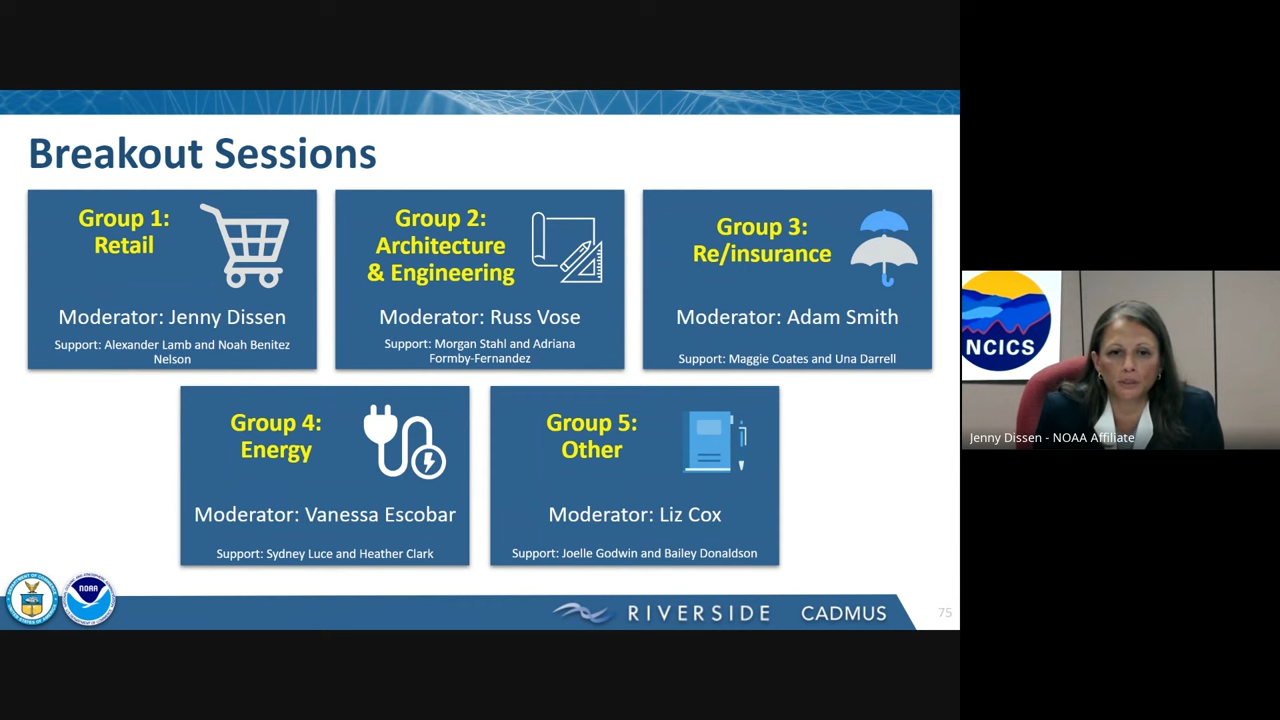 Breakout Sessions
Group 1:
Retail
Moderator: Jenny Dissen
Support: Alexander Lamb and Noah Benitez
Nelson
Group 2:
Architecture
& Engineering
Moderator: Russ Vose
Support: Morgan Stahl and Adriana
Formby-Fernandez
Group 3:
Re/insurance
Moderator: Adam Smith
Support: Maggie Coates and Una Darrell
Group 4:
Energy
Moderator: Vanessa Escobar
Support: Sydney Luce and Heather Clark
Group 5:
Other
Moderator: Liz Cox
Support: Joelle Godwin and Bailey Donaldson
NOAA
RIVERSIDE
CADMUS
75
NCICS
Jenny Dissen - NOAA Affiliate